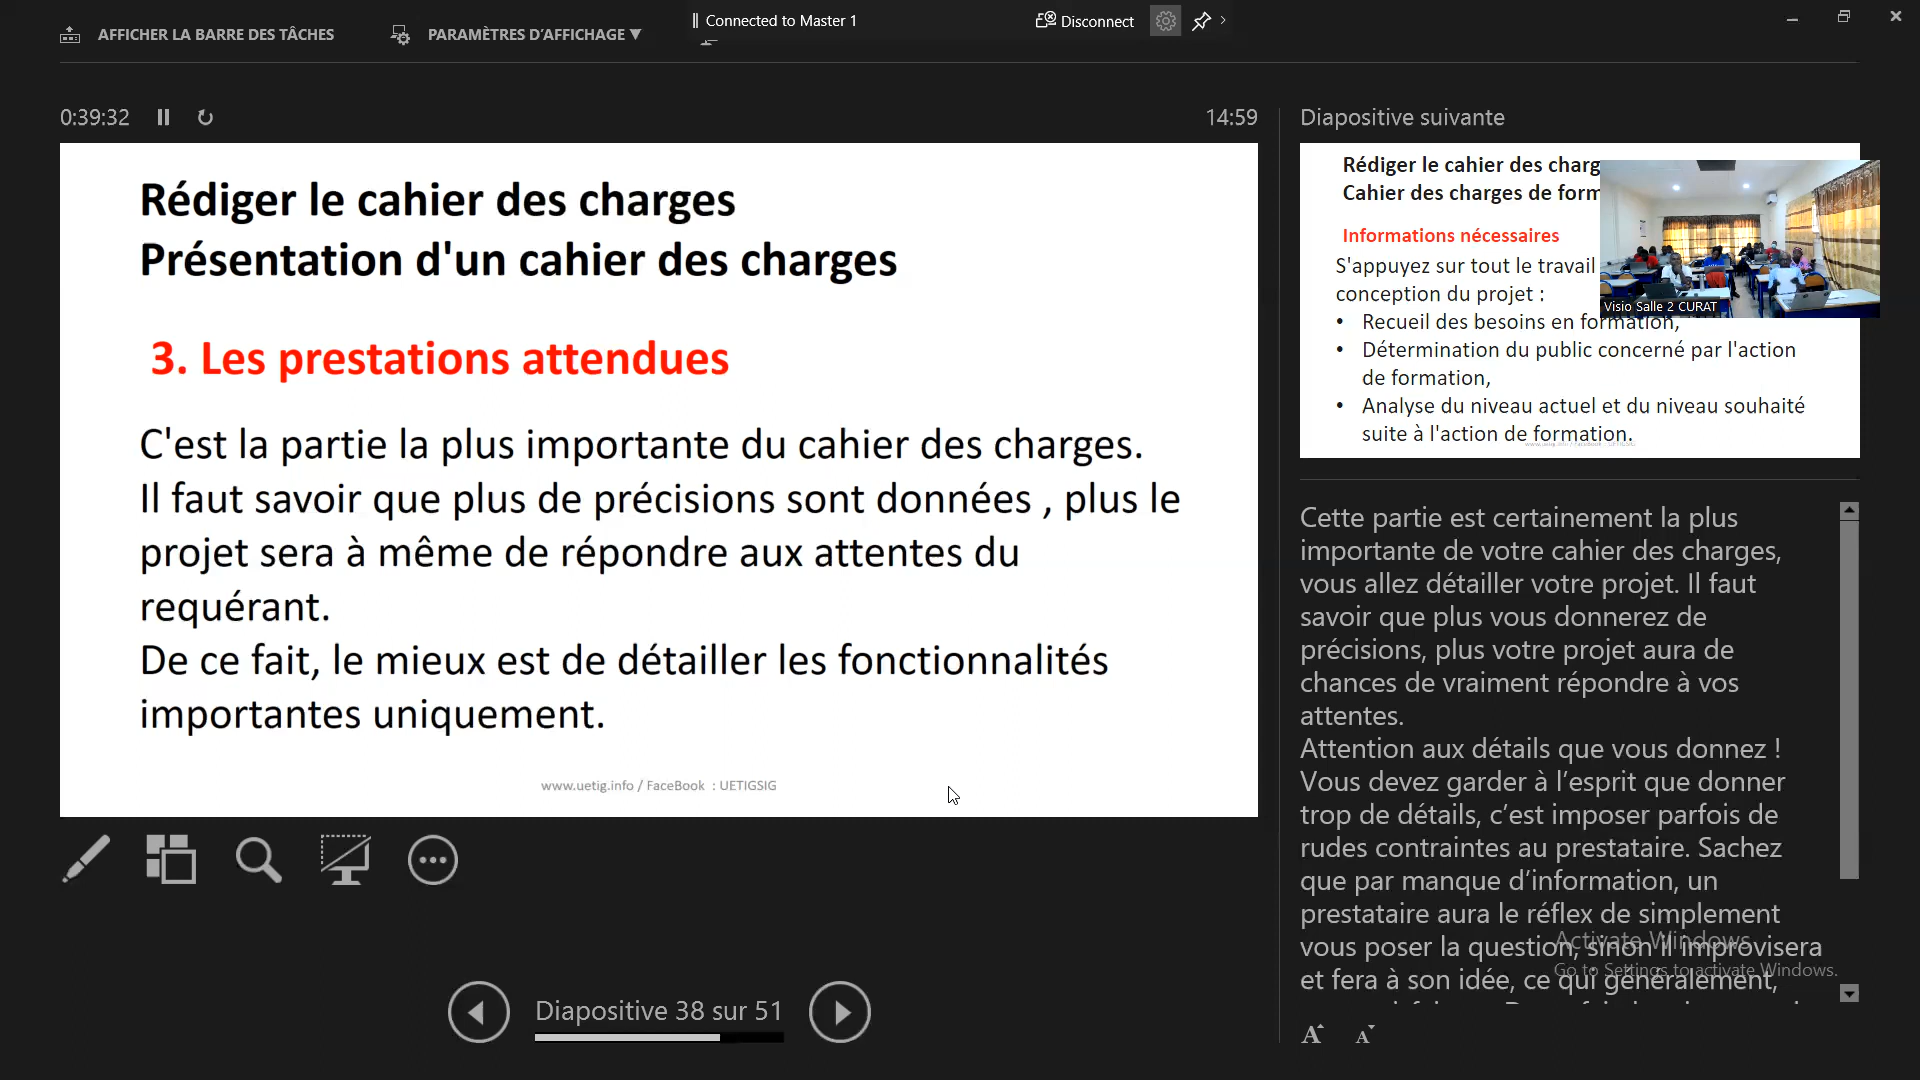 AFFICHER LA BARRE DES TÂCHES
PARAMÈTRES D'AFFICHAGE ▼
Connected to Master 1
Disconnect
0:39:32
14:59
Rédiger le cahier des charges
Présentation d'un cahier des charges
3. Les prestations attendues
C'est la partie la plus importante du cahier des charges.
Il faut savoir que plus de précisions sont données , plus le
projet sera à même de répondre aux attentes du
requérant.
De ce fait, le mieux est de détailler les fonctionnalités
importantes uniquement.
www.uetig.info / FaceBook : UETIGSIG
Diapositive 38 sur 51
Diapositive suivante
Rédiger le cahier des charg
Cahier des charges de form
Informations nécessaires
S'appuyez sur tout le travail
conception du projet :
• Recueil des besoins en formation,
• Détermination du public concerné par l'action
de formation,
• Analyse du niveau actuel et du niveau souhaité
suite à l'action de formation.
Visio Salle 2 CURAT
Cette partie est certainement la plus
importante de votre cahier des charges,
vous allez détailler votre projet. Il faut
savoir que plus vous donnerez de
précisions, plus votre projet aura de
chances de vraiment répondre à vos
attentes.
Attention aux détails que vous donnez !
Vous devez garder à l'esprit que donner
trop de détails, c'est imposer parfois de
rudes contraintes au prestataire. Sachez
que par manque d'information, un
prestataire aura le réflex de simplement
vous poser la question, sinon il improvisera
et fera à son idée, ce qui généralement,
Activate Windows
Go to Settings to activate Windows.
A A